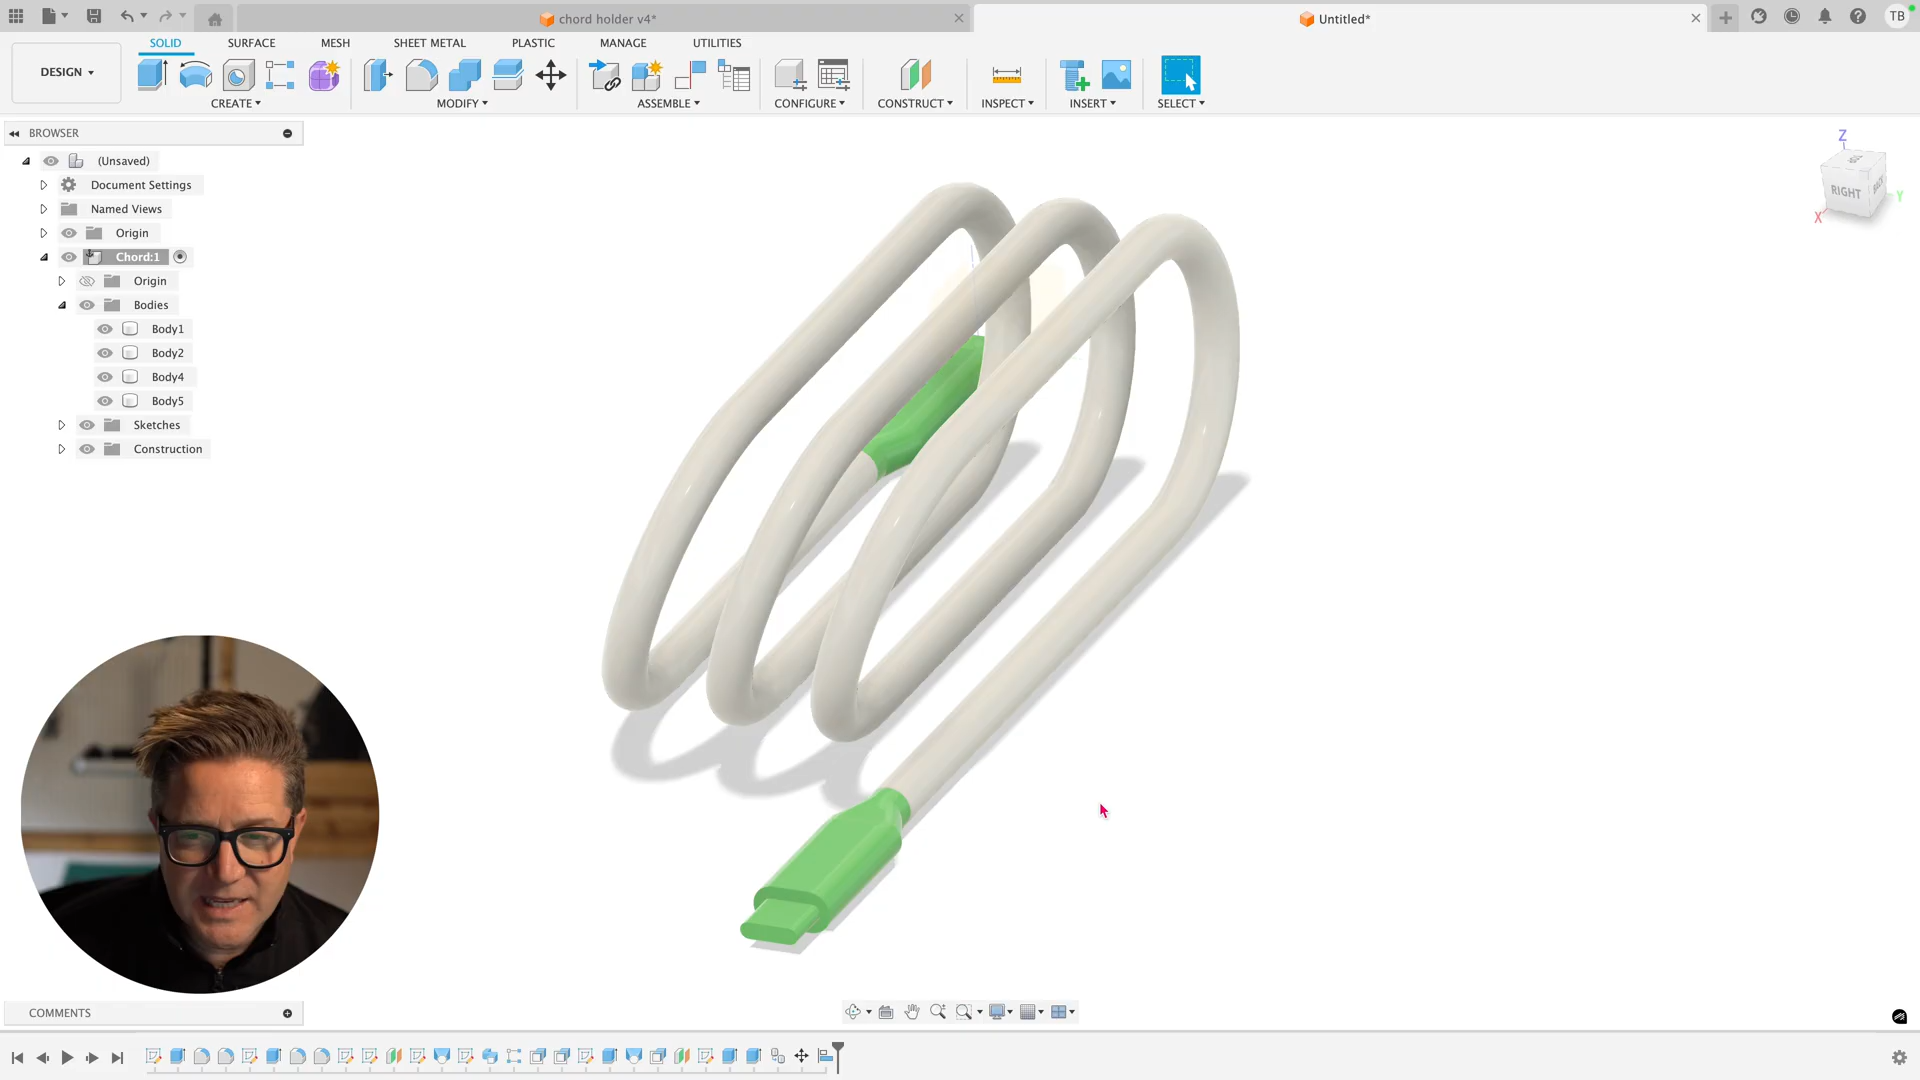 chord holder v4*
Untitled*
TB
DESIGN
SOLID
SURFACE
MESH
SHEET METAL
PLASTIC
MANAGE
UTILITIES
CREATE
MODIFY
ASSEMBLE
CONFIGURE
CONSTRUCT
INSPECT
INSERT
SELECT
BROWSER
(Unsaved)
Document Settings
Named Views
Origin
Chord:1
Origin
Bodies
Body1
Body2
Body4
Body5
Sketches
Construction
Z
RIGHT
BACK
Y
X
COMMENTS